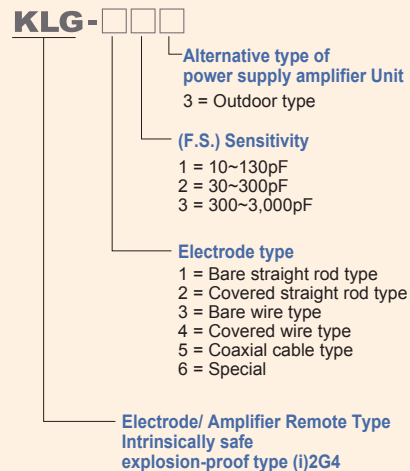 KLG-□□□
Alternative type of
power supply amplifier Unit
3 = Outdoor type
(F.S.) Sensitivity
1 = 10~130pF
2 = 30~300pF
3 = 300~3,000pF
Electrode type
1 = Bare straight rod type
2 = Covered straight rod type
3 = Bare wire type
4 = Covered wire type
5 = Coaxial cable type
6 = Special
Electrode/ Amplifier Remote Type
Intrinsically safe
explosion-proof type (i)2G4